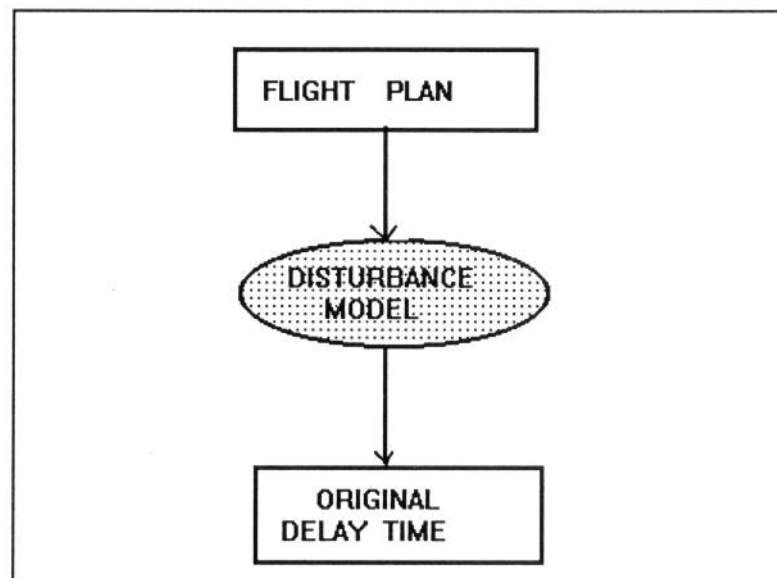 FLIGHT PLAN
DISTURBANCE
MODEL
ORIGINAL
DELAY TIME